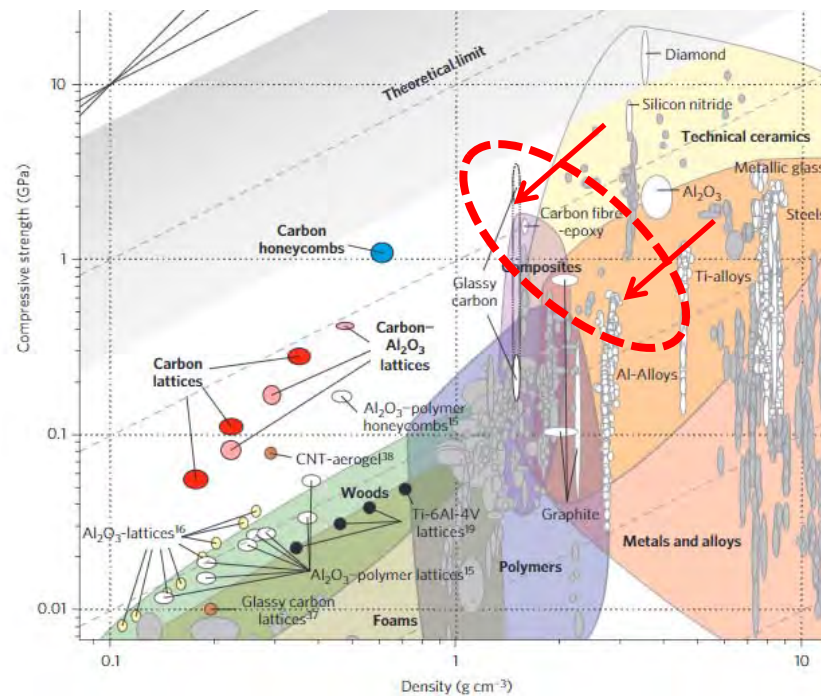 Theoretical limit
Diamond
Silicon nitride
Technical ceramics
Metallic glass
Al₂O₃
Steels
Carbon fibre
-epoxy
Carbon
honeycombs
Composites
Ti-alloys
Glassy
carbon
Carbon–
Al₂O₃
lattices
Carbon
lattices
Al-Alloys
Al₂O₃–polymer
honeycombs¹⁵
CNT-aerogel³⁸
Woods
Ti-6Al-4V
lattices¹⁹
Graphite
Al₂O₃-lattices¹⁶
Metals and alloys
Polymers
Al₂O₃–polymer lattices¹⁵
Glassy carbon
lattices³⁷
Foams
Compressive strength (GPa)
10
1
0.1
0.01
0.1
1
10
Density (g cm⁻³)